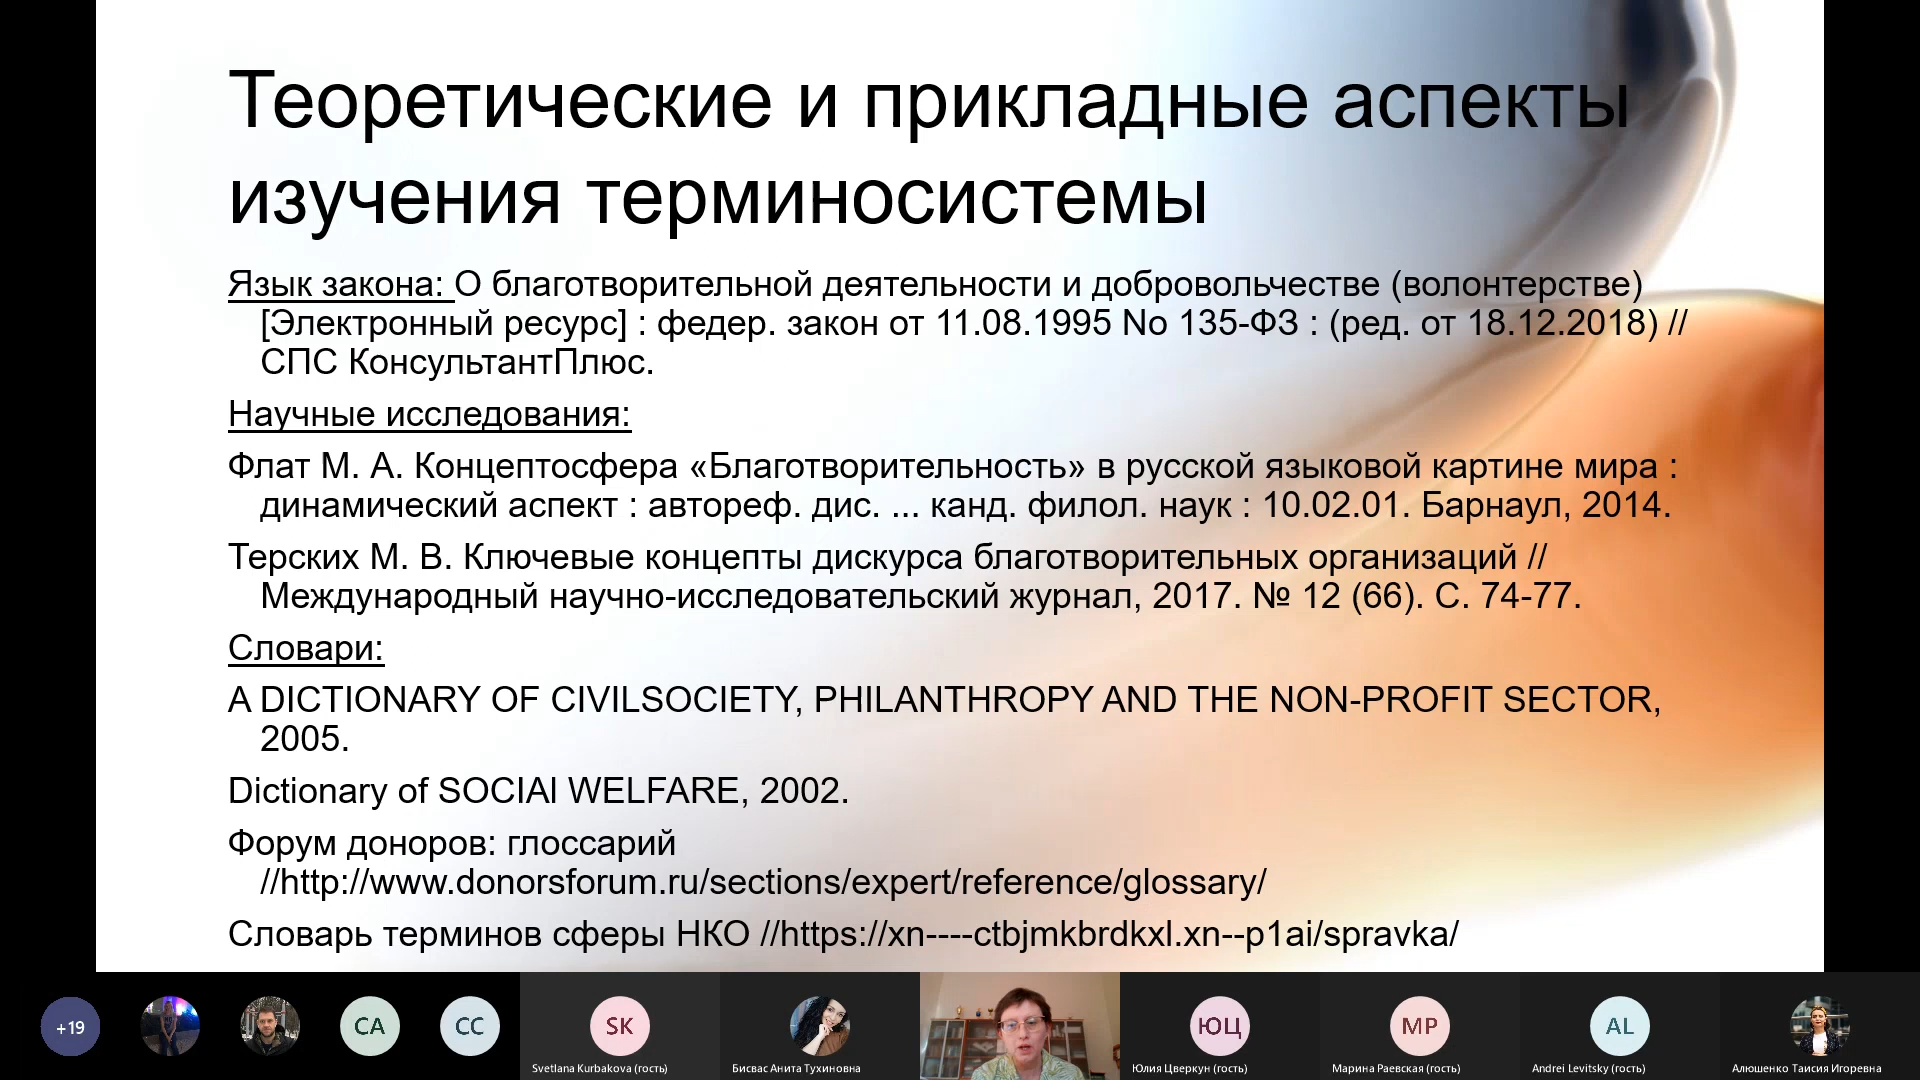 Теоретические и прикладные аспекты
изучения терминосистемы
Язык закона: О благотворительной деятельности и добровольчестве (волонтерстве)
[Электронный ресурс] : федер. закон от 11.08.1995 No 135-ФЗ : (ред. от 18.12.2018) //
СПС КонсультантПлюс.
Научные исследования:
Флат М. А. Концептосфера «Благотворительность» в русской языковой картине мира :
динамический аспект : автореф. дис. ... канд. филол. наук : 10.02.01. Барнаул, 2014.
Терских М. В. Ключевые концепты дискурса благотворительных организаций //
Международный научно-исследовательский журнал, 2017. № 12 (66). С. 74-77.
Словари:
A DICTIONARY OF CIVILSOCIETY, PHILANTHROPY AND THE NON-PROFIT SECTOR,
2005.
Dictionary of SOCIAl WELFARE, 2002.
Форум доноров: глоссарий
//http://www.donorsforum.ru/sections/expert/reference/glossary/
Словарь терминов сферы НКО //https://xn----ctbjmkbrdkxl.xn--p1ai/spravka/
+19
CA
CC
SK
ЮЦ
МР
AL
Svetlana Kurbakova (гость)
Бисвас Анита Тухиновна
Юлия Цверкун (гость)
Марина Раевская (гость)
Andrei Levitsky (гость)
Алюшенко Таисия Игоревна